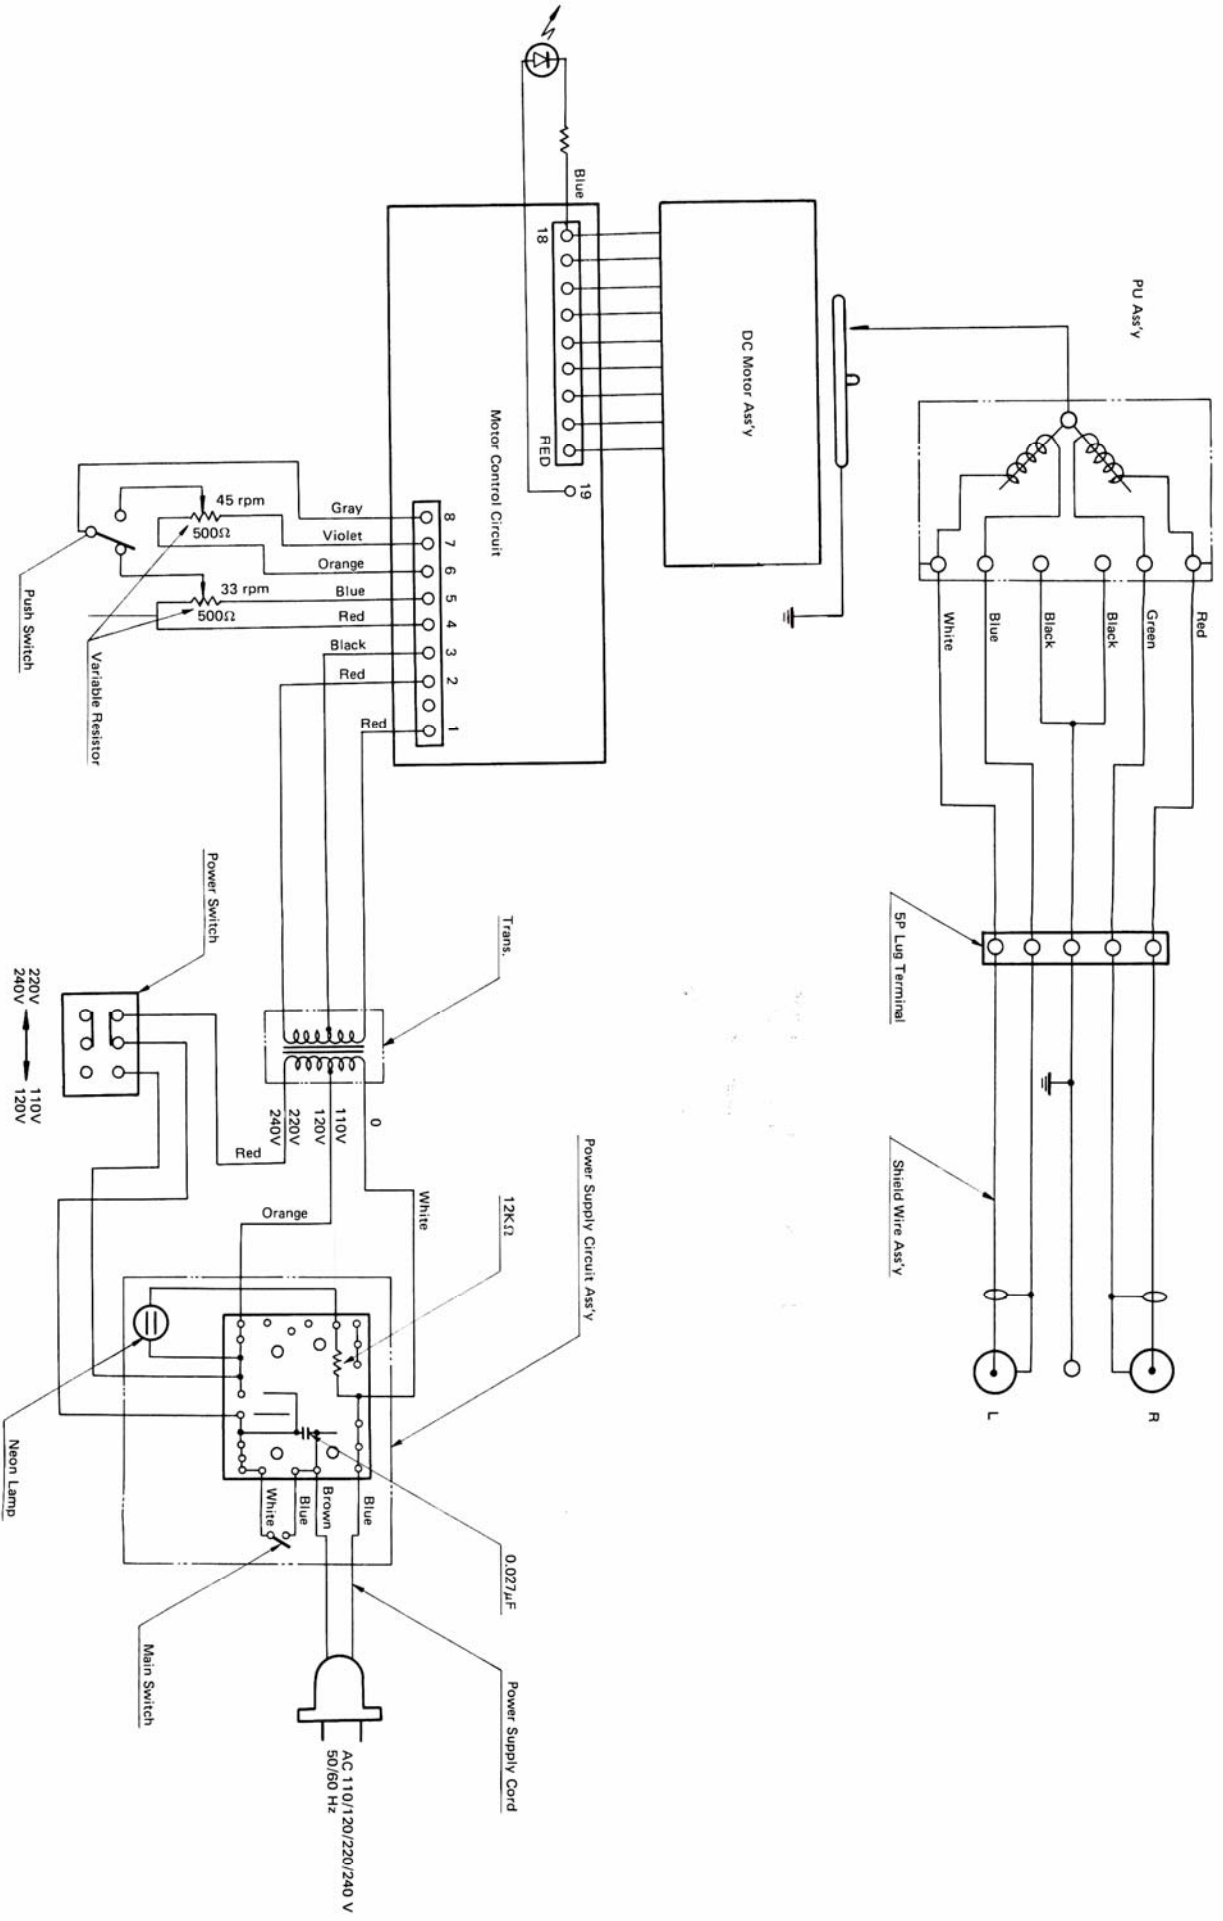 PU Ass'y
Blue
18
DC Motor Ass'y
RED
19
Motor Control Circuit
45 rpm
500Ω
33 rpm
500Ω
Gray
8
Violet
7
Orange
6
Blue
5
Red
4
Black
3
Red
2
Red
1
Push Switch
Variable Resistor
White
Blue
Black
Black
Green
Red
5P Lug Terminal
Shield Wire Ass'y
L
R
Power Switch
220V
240V
110V
120V
Trans.
0
110V
120V
220V
240V
Red
Orange
White
12KΩ
Power Supply Circuit Ass'y
Neon Lamp
White
Blue
Brown
Blue
0.027μF
Main Switch
Power Supply Cord
AC 110/120/220/240 V
50/60 Hz